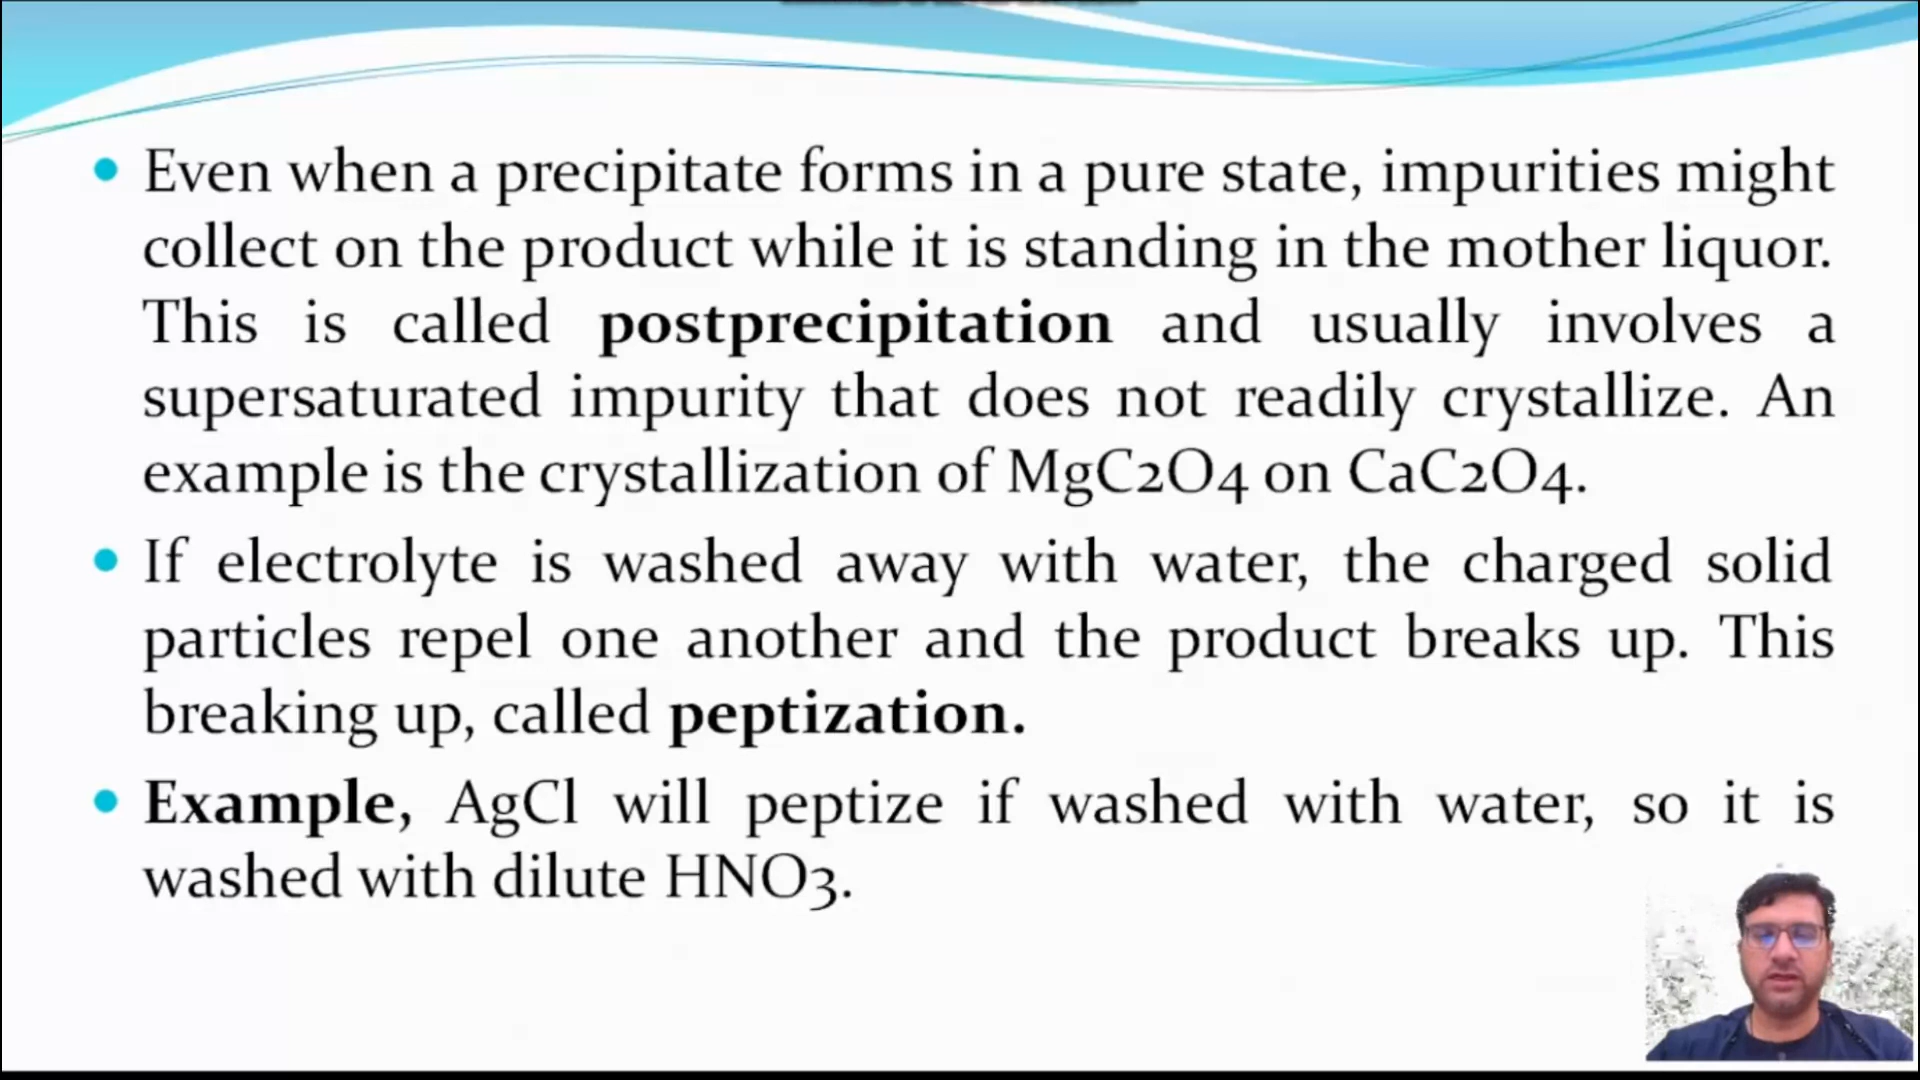 Even when a precipitate forms in a pure state, impurities might
collect on the product while it is standing in the mother liquor.
This is called postprecipitation and usually involves a
supersaturated impurity that does not readily crystallize. An
example is the crystallization of MgC2O4 on CaC2O4.
If electrolyte is washed away with water, the charged solid
particles repel one another and the product breaks up. This
breaking up, called peptization.
Example, AgCl will peptize if washed with water, so it is
washed with dilute HNO3.